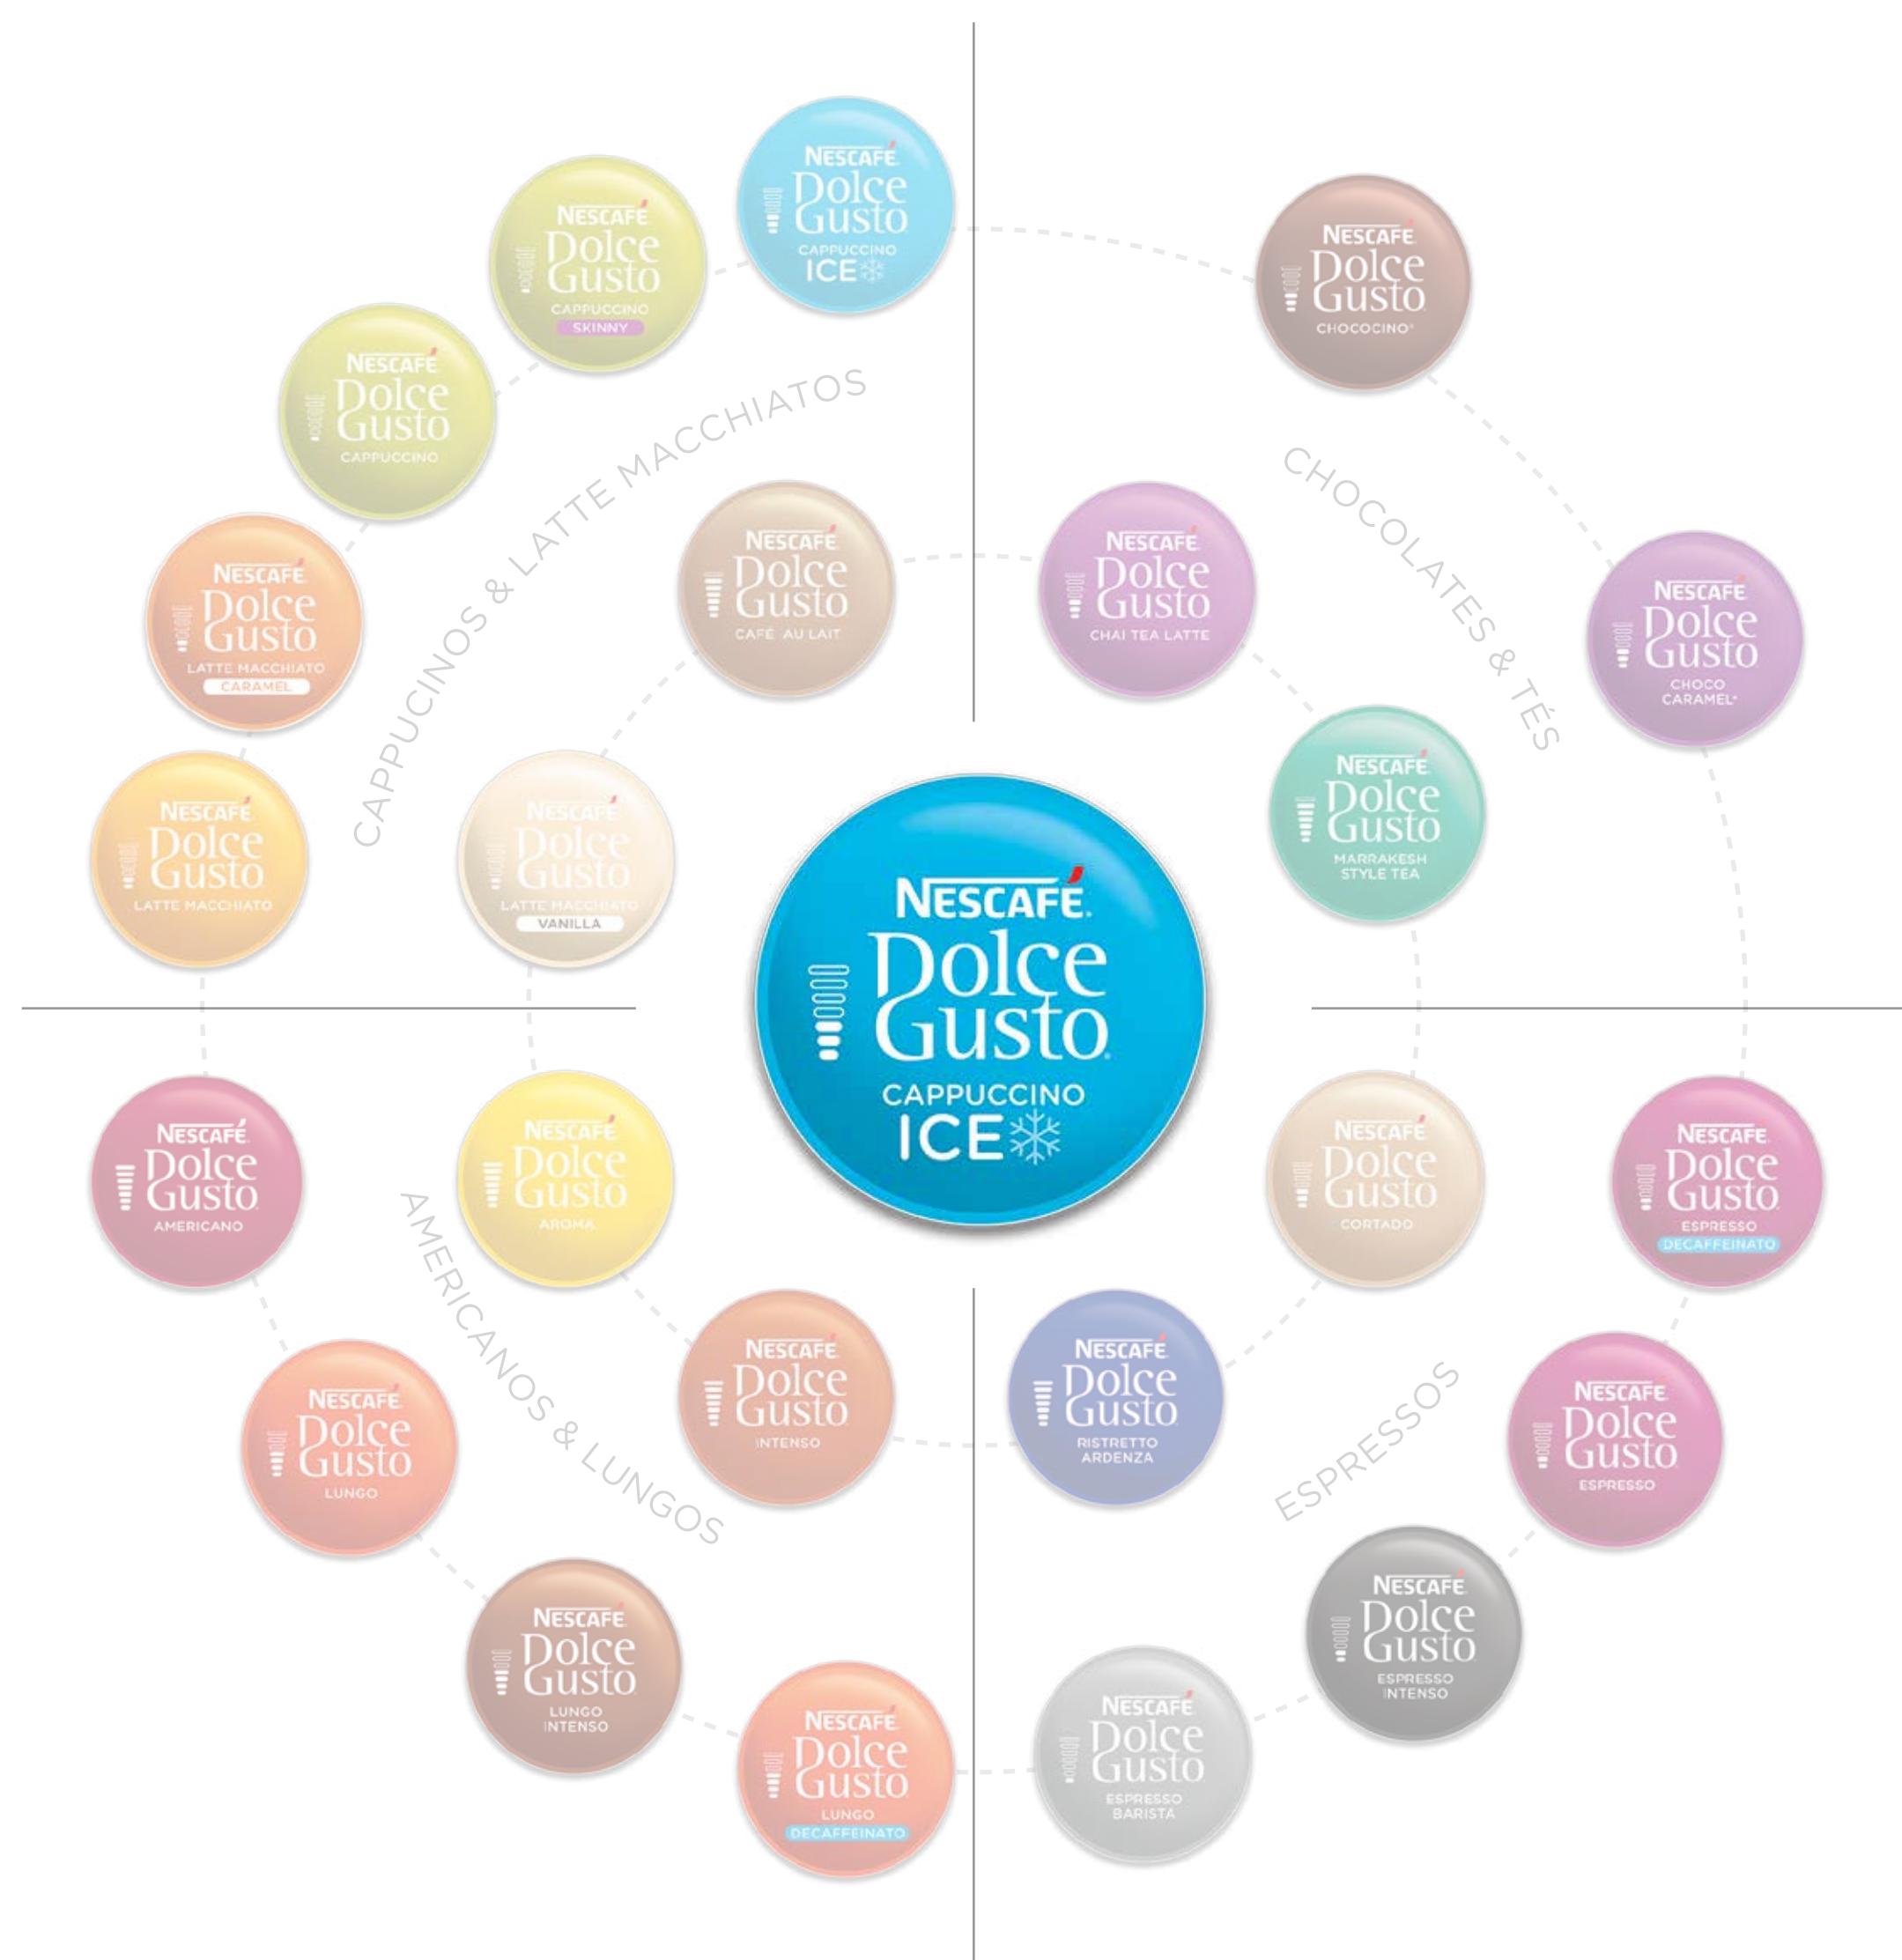 NESCAFÉ
Dolce
Gusto
CAPPUCCINO
ICE
NESCAFÉ
Dolce
Gusto
CAPPUCCINO
SKINNY
NESCAFÉ
Dolce
Gusto
CAPPUCCINO
NESCAFÉ
Dolce
Gusto
LATTE MACCHIATO
CARAMEL
NESCAFÉ
Dolce
Gusto
LATTE MACCHIATO
CAPPUCINOS & LATTE MACCHIATOS
NESCAFÉ
Dolce
Gusto
CAFÉ AU LAIT
NESCAFÉ
Dolce
Gusto
LATTE MACCHIATO
VANILLA
NESCAFÉ
Dolce
Gusto
CHOCOCINO*
NESCAFÉ
Dolce
Gusto
CHOCO
CARAMEL*
CHOCOLATES & TÉS
NESCAFÉ
Dolce
Gusto
CHAI TEA LATTE
NESCAFÉ
Dolce
Gusto
MARRAKESH
STYLE TEA
NESCAFÉ.
Dolce
Gusto
CAPPUCCINO
ICE
NESCAFÉ
Dolce
Gusto
AMERICANO
NESCAFÉ
Dolce
Gusto
AROMA
NESCAFÉ
Dolce
Gusto
INTENSO
AMERICANOS & LUNGOS
NESCAFÉ
Dolce
Gusto
LUNGO
NESCAFÉ
Dolce
Gusto
LUNGO
INTENSO
NESCAFÉ
Dolce
Gusto
LUNGO
DECAFFEINATO
NESCAFÉ
Dolce
Gusto
CORTADO
NESCAFÉ
Dolce
Gusto
ESPRESSO
DECAFFEINATO
NESCAFÉ
Dolce
Gusto
RISTRETTO
ARDENZA
ESPRESSOS
NESCAFÉ
Dolce
Gusto
ESPRESSO
NESCAFÉ
Dolce
Gusto
ESPRESSO
INTENSO
NESCAFÉ
Dolce
Gusto
ESPRESSO
BARISTA